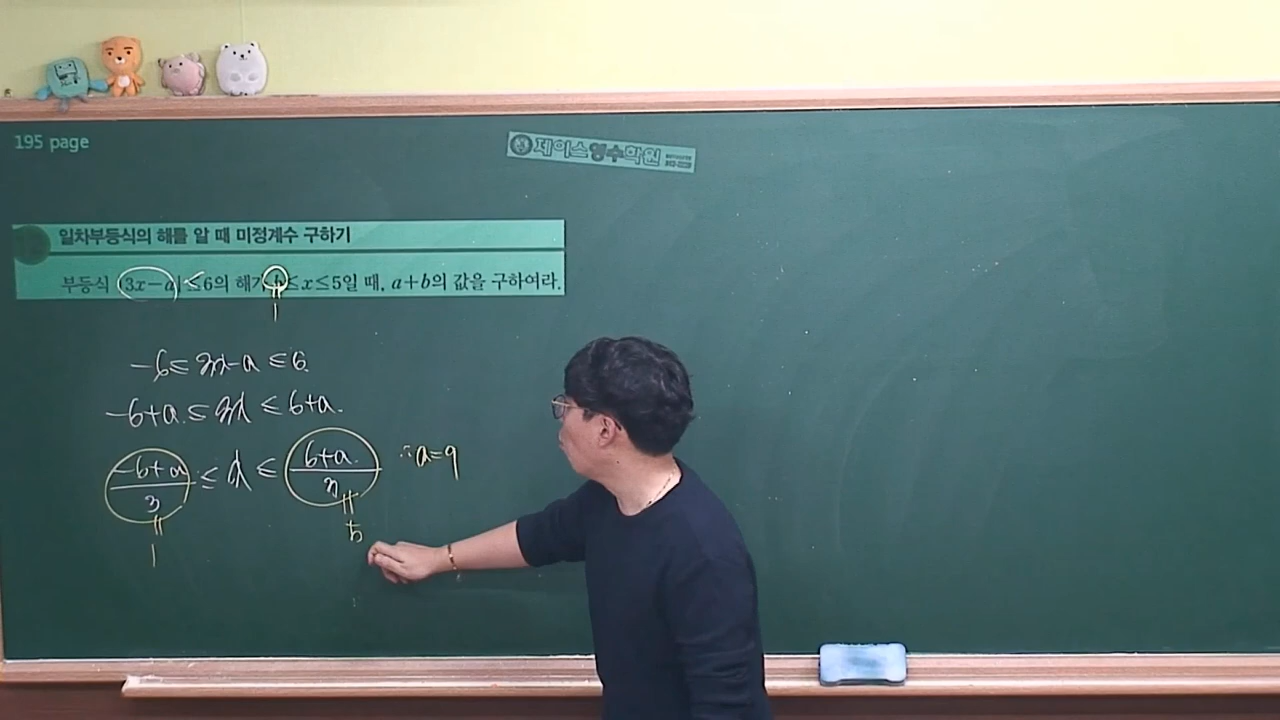 195 page
제이스영수학원
일차부등식의 해를 알 때 미정계수 구하기
부등식 |3x-a|≤6의 해가 b≤x≤5일 때, a+b의 값을 구하여라.
1
-6≤3x-a≤6.
-6+a≤3x≤6+a.
-6+a/3 ≤ x ≤ 6+a/3 ∴a=9
5
1